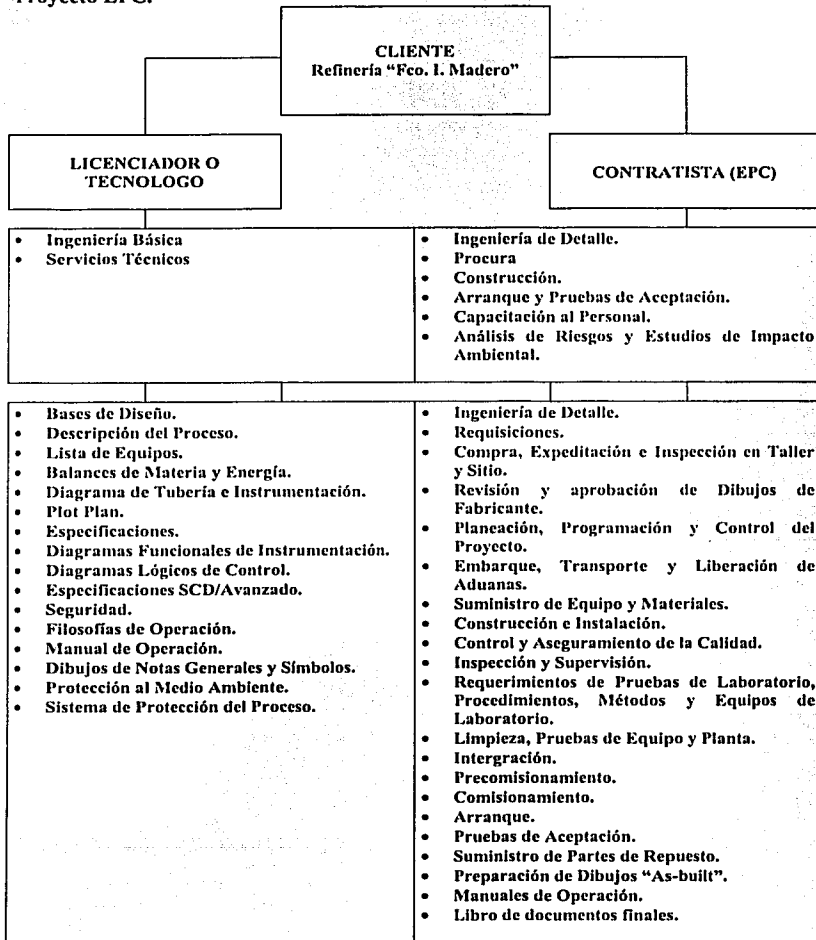 Proyecto EPC.
CLIENTE
Refinería “Fco. I. Madero”
LICENCIADOR O
TECNOLOGO
CONTRATISTA (EPC)
• Ingeniería Básica
• Servicios Técnicos
• Ingeniería de Detalle.
• Procura
• Construcción.
• Arranque y Pruebas de Aceptación.
• Capacitación al Personal.
• Análisis de Riesgos y Estudios de Impacto
Ambiental.
• Bases de Diseño.
• Descripción del Proceso.
• Lista de Equipos.
• Balances de Materia y Energía.
• Diagrama de Tubería e Instrumentación.
• Plot Plan.
• Especificaciones.
• Diagramas Funcionales de Instrumentación.
• Diagramas Lógicos de Control.
• Especificaciones SCD/Avanzado.
• Seguridad.
• Filosofías de Operación.
• Manual de Operación.
• Dibujos de Notas Generales y Símbolos.
• Protección al Medio Ambiente.
• Sistema de Protección del Proceso.
• Ingeniería de Detalle.
• Requisiciones.
• Compra, Expeditación e Inspección en Taller
y Sitio.
• Revisión y aprobación de Dibujos de
Fabricante.
• Planeación, Programación y Control del
Proyecto.
• Embarque, Transporte y Liberación de
Aduanas.
• Suministro de Equipo y Materiales.
• Construcción e Instalación.
• Control y Aseguramiento de la Calidad.
• Inspección y Supervisión.
• Requerimientos de Pruebas de Laboratorio,
Procedimientos, Métodos y Equipos de
Laboratorio.
• Limpieza, Pruebas de Equipo y Planta.
• Intergración.
• Precomisionamiento.
• Comisionamiento.
• Arranque.
• Pruebas de Aceptación.
• Suministro de Partes de Repuesto.
• Preparación de Dibujos “As-built”.
• Manuales de Operación.
• Libro de documentos finales.